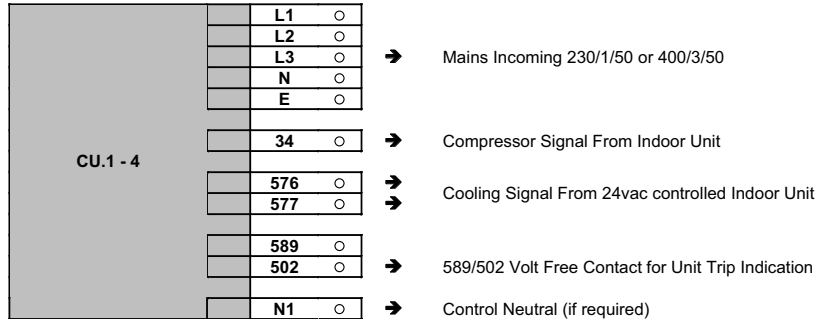 L1
L2
L3 ➔ Mains Incoming 230/1/50 or 400/3/50
N
E
34 ➔ Compressor Signal From Indoor Unit
CU.1 - 4
576 ➔
Cooling Signal From 24vac controlled Indoor Unit
577 ➔
589
502 ➔ 589/502 Volt Free Contact for Unit Trip Indication
N1 ➔ Control Neutral (if required)